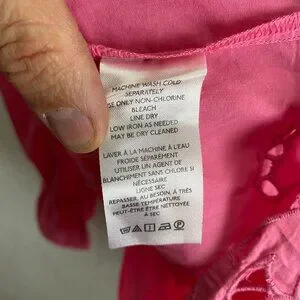 MACHINE WASH COLD
SEPARATELY
USE ONLY NON-CHLORINE
BLEACH
LINE DRY
LOW IRON AS NEEDED
MAY BE DRY CLEANED
LAVER À LA MACHINE À L'EAU
FROIDE SÉPARÉMENT
UTILISER UN AGENT DE
BLANCHIMENT SANS CHLORE SI
NÉCESSAIRE
LIGNE SEC
REPASSER, AU BESOIN, À TRÈS
BASSE TEMPÉRATURE
PEUT-ÊTRE ÊTRE NETTOYÉE
À SEC